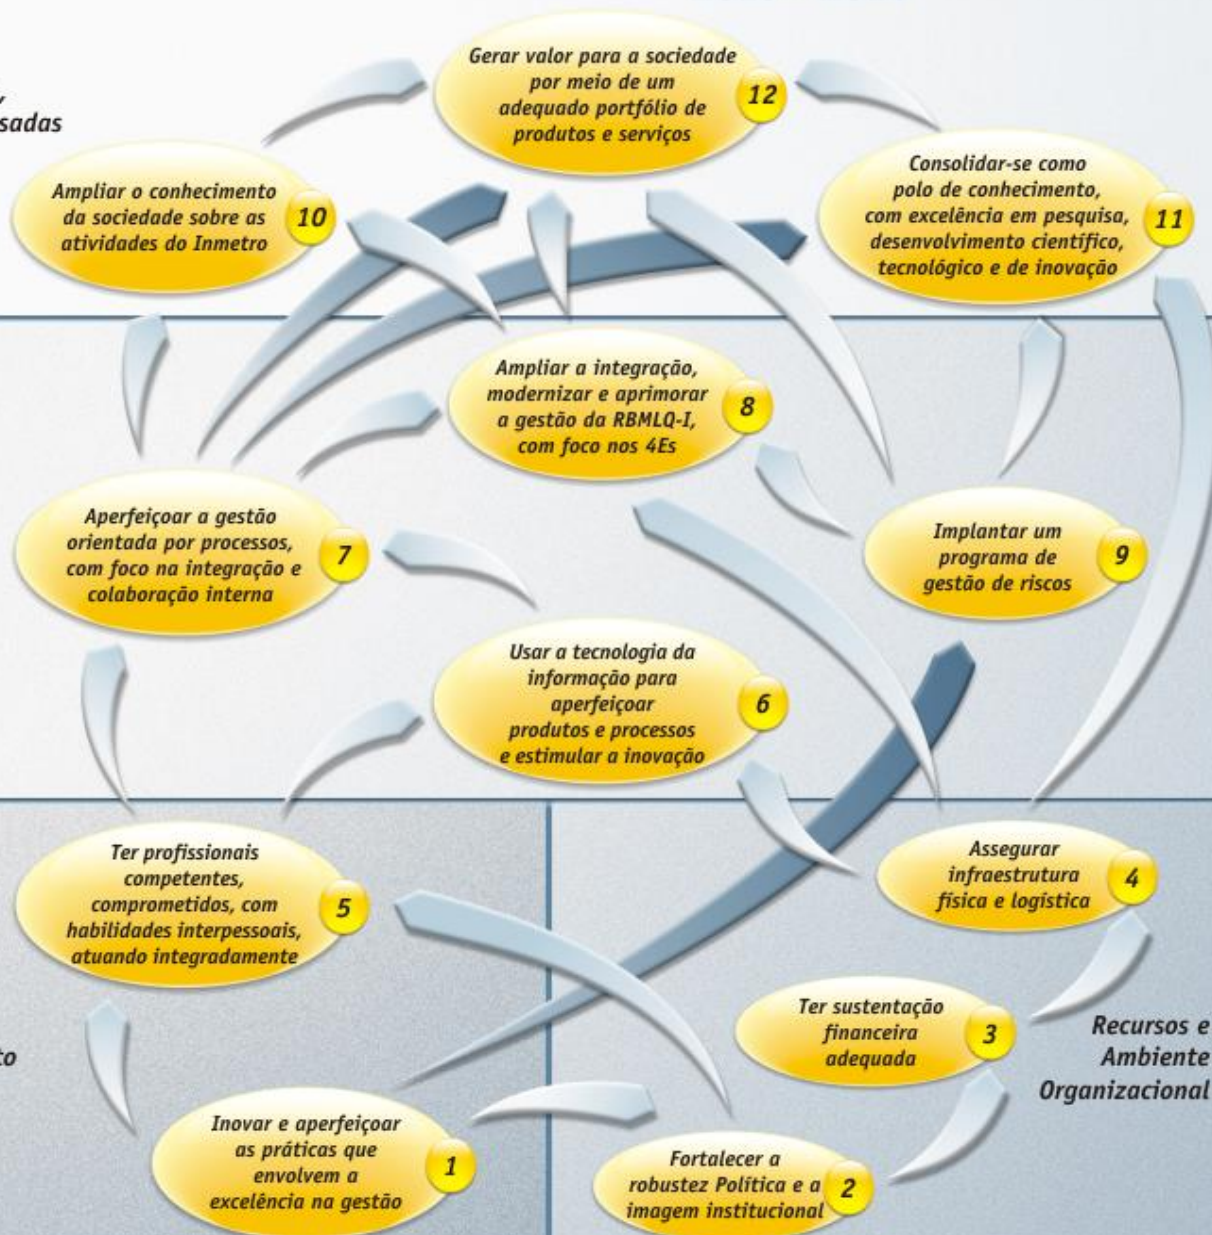 Gerar valor para a sociedade
por meio de um
adequado portfólio de
produtos e serviços
12
sadas
Ampliar o conhecimento
da sociedade sobre as
atividades do Inmetro
10
Consolidar-se como
polo de conhecimento,
com excelência em pesquisa,
desenvolvimento científico,
tecnológico e de inovação
11
Ampliar a integração,
modernizar e aprimorar
a gestão da RBMLQ-I,
com foco nos 4Es
8
Aperfeiçoar a gestão
orientada por processos,
com foco na integração e
colaboração interna
7
Implantar um
programa de
gestão de riscos
9
Usar a tecnologia da
informação para
aperfeiçoar
produtos e processos
e estimular a inovação
6
Ter profissionais
competentes,
comprometidos, com
habilidades interpessoais,
atuando integradamente
5
Assegurar
infraestrutura
física e logística
4
Ter sustentação
financeira
adequada
3
Recursos e
Ambiente
Organizacional
to
Inovar e aperfeiçoar
as práticas que
envolvem a
excelência na gestão
1
Fortalecer a
robustez Política e a
imagem institucional
2